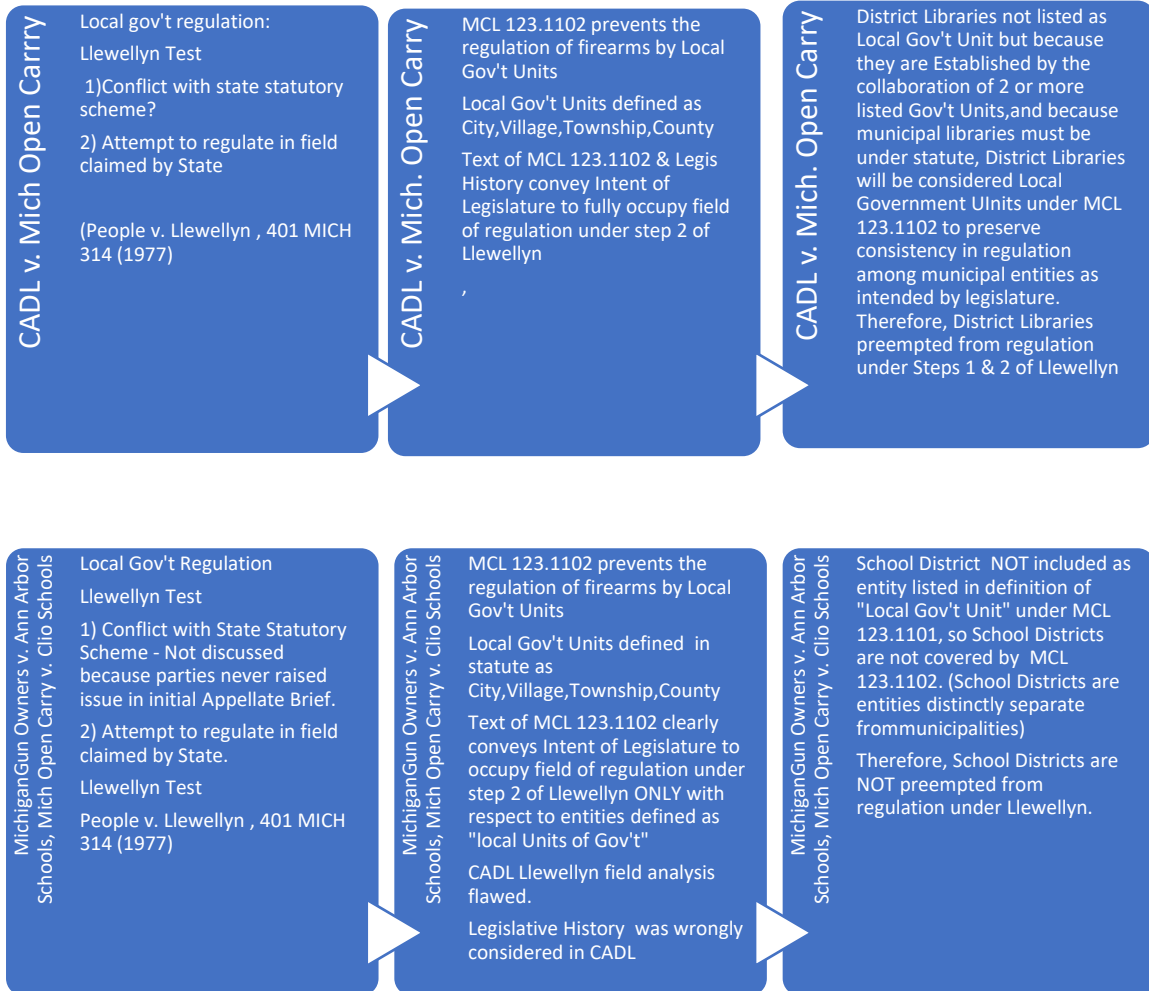 CADL v. Mich Open Carrry
Local gov't regulation:
Llewellyn Test
1)Conflict with state statutory
scheme?
2) Attempt to regulate in field
claimed by State
(People v. Llewellyn , 401 MICH
314 (1977)
CADL v. Mich. Open Carry
MCL 123.1102 prevents the
regulation of firearms by Local
Gov't Units
Local Gov't Units defined as
City,Village,Township,County
Text of MCL 123.1102 & Legis
History convey Intent of
Legislature to fully occupy field
of regulation under step 2 of
Llewellyn
,
CADL v. Mich. Open Carry
District Libraries not listed as
Local Gov't Unit but because
they are Established by the
collaboration of 2 or more
listed Gov't Units,and because
municipal libraries must be
under statute, District Libraries
will be considered Local
Government UInits under MCL
123.1102 to preserve
consistency in regulation
among municipal entities as
intended by legislature.
Therefore, District Libraries
preempted from regulation
under Steps 1 & 2 of Llewellyn
MichiganGun Owners v. Ann Arbor
Schools, Mich Open Carry v. Clio Schools
Local Gov't Regulation
Llewellyn Test
1) Conflict with State Statutory
Scheme - Not discussed
because parties never raised
issue in initial Appellate Brief.
2) Attempt to regulate in field
claimed by State.
Llewellyn Test
People v. Llewellyn , 401 MICH
314 (1977)
MichiganGun Owners v. Ann Arbor
Schools, Mich Open Carry v. Clio Schools
MCL 123.1102 prevents the
regulation of firearms by Local
Gov't Units
Local Gov't Units defined  in
statute as
City,Village,Township,County
Text of MCL 123.1102 clearly
conveys Intent of Legislature to
occupy field of regulation under
step 2 of Llewellyn ONLY with
respect to entities defined as
"local Units of Gov't"
CADL Llewellyn field analysis
flawed.
Legislative History  was wrongly
considered in CADL
MichiganGun Owners v. Ann Arbor
Schools, Mich Open Carry v. Clio Schools
School District  NOT included as
entity listed in definition of
"Local Gov't Unit" under MCL
123.1101, so School Districts
are not covered by  MCL
123.1102. (School Districts are
entities distinctly separate
frommunicipalities)
Therefore, School Districts are
NOT preempted from
regulation under Llewellyn.